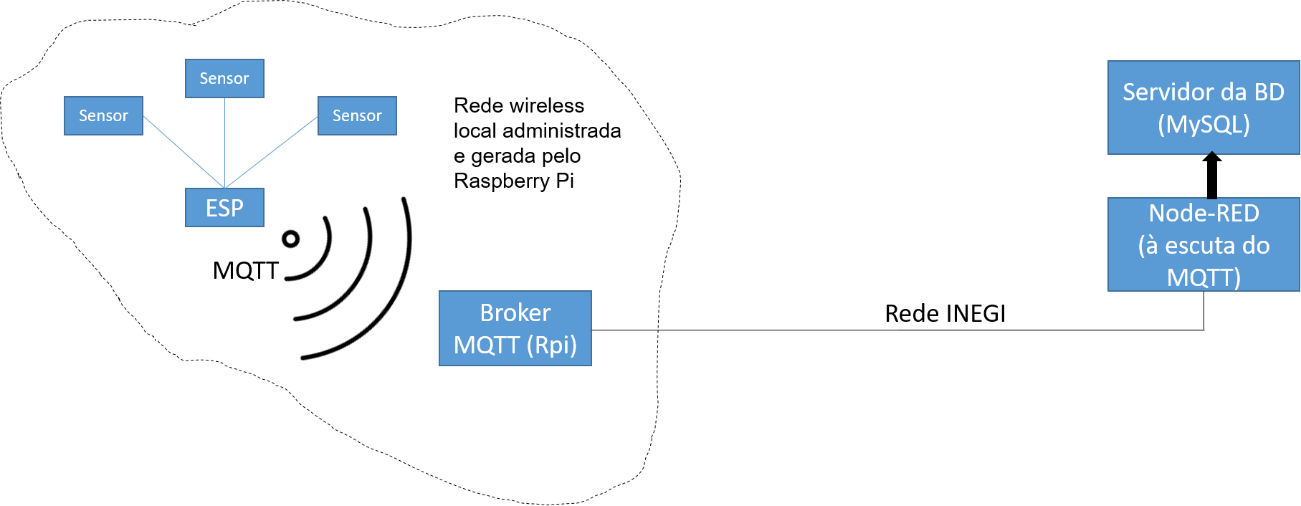 Sensor
Sensor
Sensor
ESP
MQTT
Rede wireless
local administrada
e gerada pelo
Raspberry Pi
Broker
MQTT (Rpi)
Rede INEGI
Servidor da BD
(MySQL)
Node-RED
(à escuta do
MQTT)